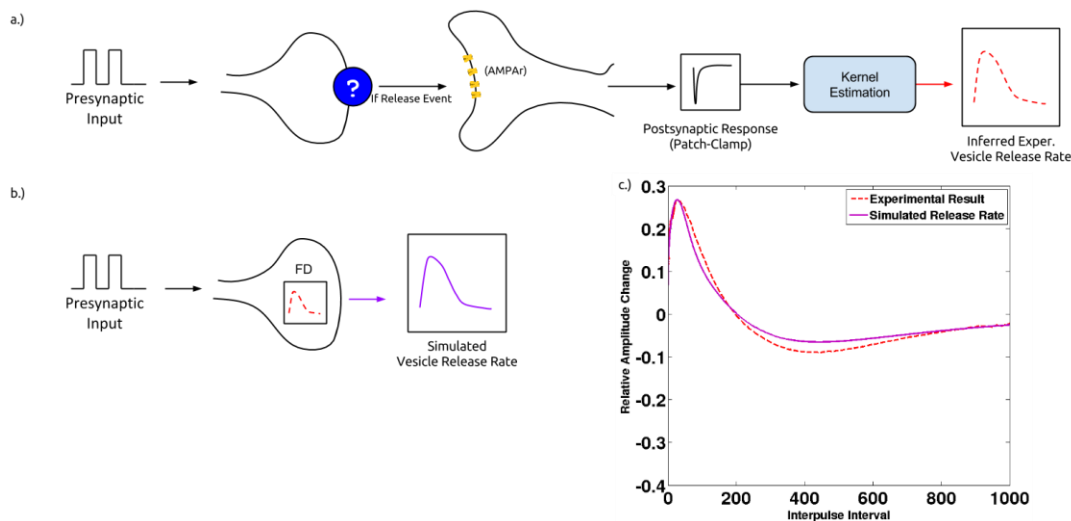 a.)
Presynaptic
Input
?
If Release Event
(AMPAr)
Postsynaptic Response
(Patch-Clamp)
Kernel
Estimation
Inferred Exper.
Vesicle Release Rate
b.)
Presynaptic
Input
FD
Simulated
Vesicle Release Rate
c.)
Experimental Result
Simulated Release Rate
Relative Amplitude Change
0.3
0.2
0.1
0
-0.1
-0.2
-0.3
-0.4
0 200 400 600 800 1000
Interpulse Interval